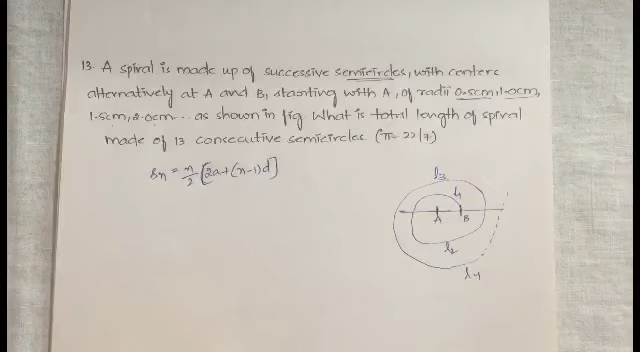 13. A spiral is made up of successive semicircles, with centers
alternatively at A and B, starting with A, of radii 0.5cm, 1.0cm,
1.5cm, 2.0cm... as shown in fig. What is total length of spiral
made of 13 consecutive semicircles (π = 22/7)
Sn = n/2 [2a+(n-1)d]
l3
l1
A B
l2
l4